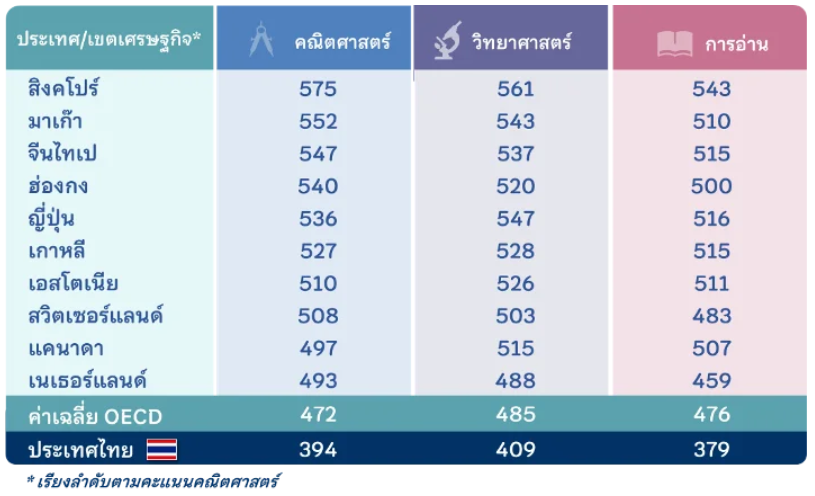 ประเทศ/เขตเศรษฐกิจ* คณิตศาสตร์ วิทยาศาสตร์ การอ่าน
สิงคโปร์ 575 561 543
มาเก๊า 552 543 510
จีนไทเป 547 537 515
ฮ่องกง 540 520 500
ญี่ปุ่น 536 547 516
เกาหลี 527 528 515
เอสโตเนีย 510 526 511
สวิตเซอร์แลนด์ 508 503 483
แคนาดา 497 515 507
เนเธอร์แลนด์ 493 488 459
ค่าเฉลี่ย OECD 472 485 476
ประเทศไทย 394 409 379
* เรียงลำดับตามคะแนนคณิตศาสตร์